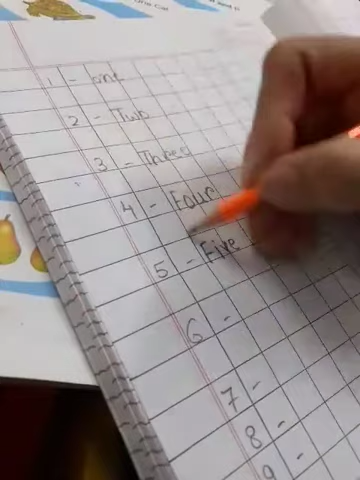 1 - one
2 - Two
3 - Three
4 - Four
5 - Five
6 -
7 -
8 -
9 -